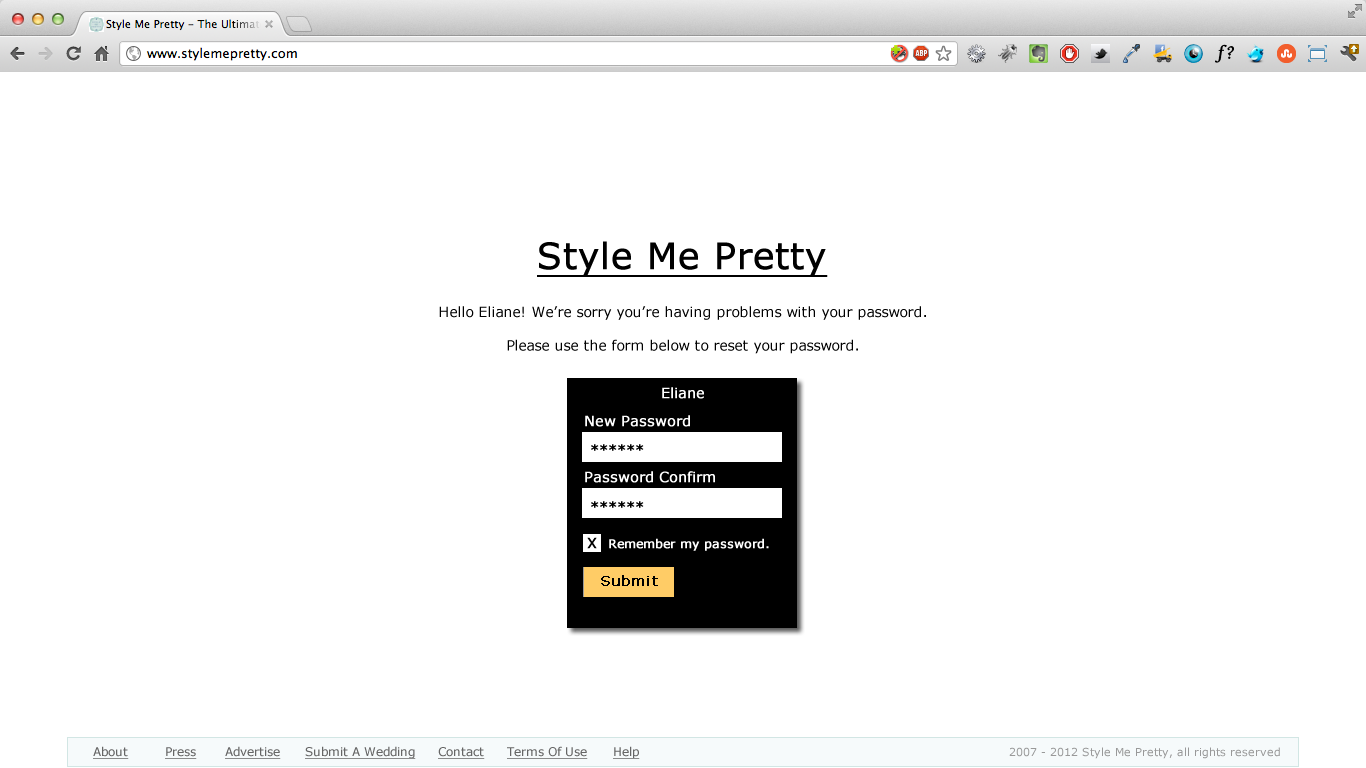 Style Me Pretty – The Ultimat
www.stylemepretty.com
ABP
f?
Style Me Pretty
Hello Eliane! We're sorry you're having problems with your password.
Please use the form below to reset your password.
Eliane
New Password
******
Password Confirm
******
X Remember my password.
Submit
About Press Advertise Submit A Wedding Contact Terms Of Use Help 2007 - 2012 Style Me Pretty, all rights reserved